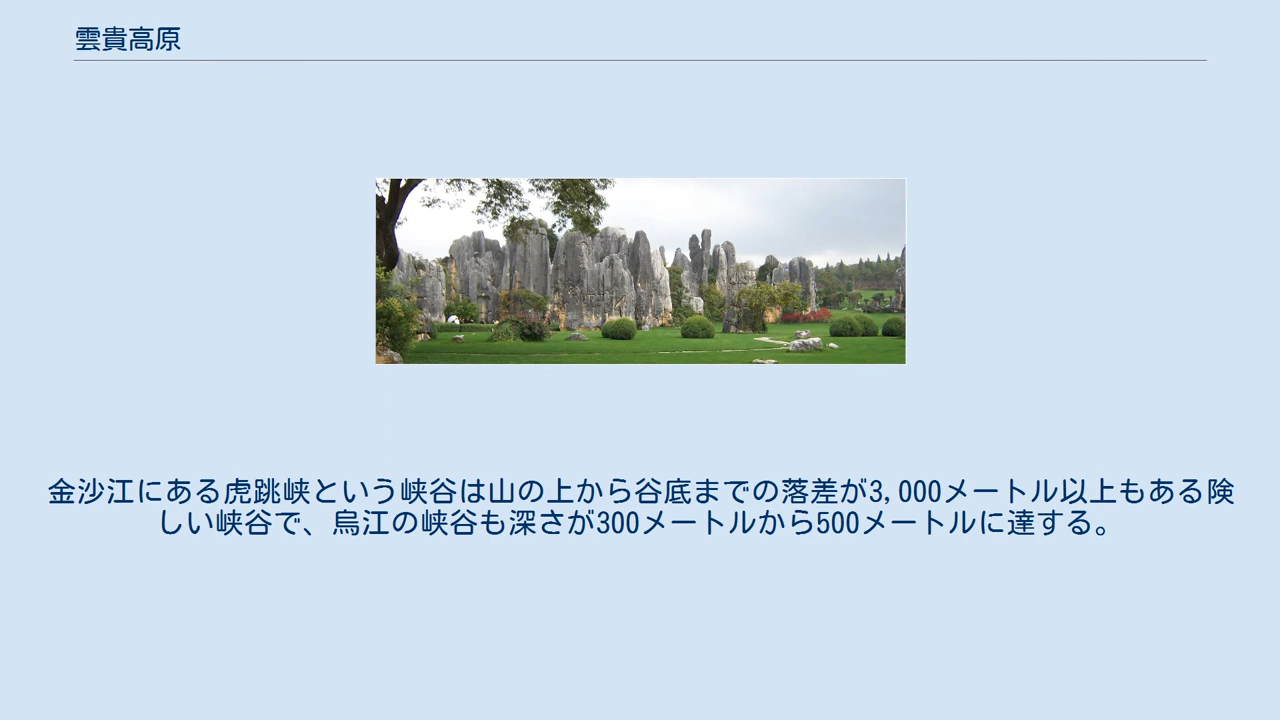 雲貴高原
金沙江にある虎跳峡という峡谷は山の上から谷底までの落差が3,000メートル以上もある険
しい峡谷で、烏江の峡谷も深さが300メートルから500メートルに達する。